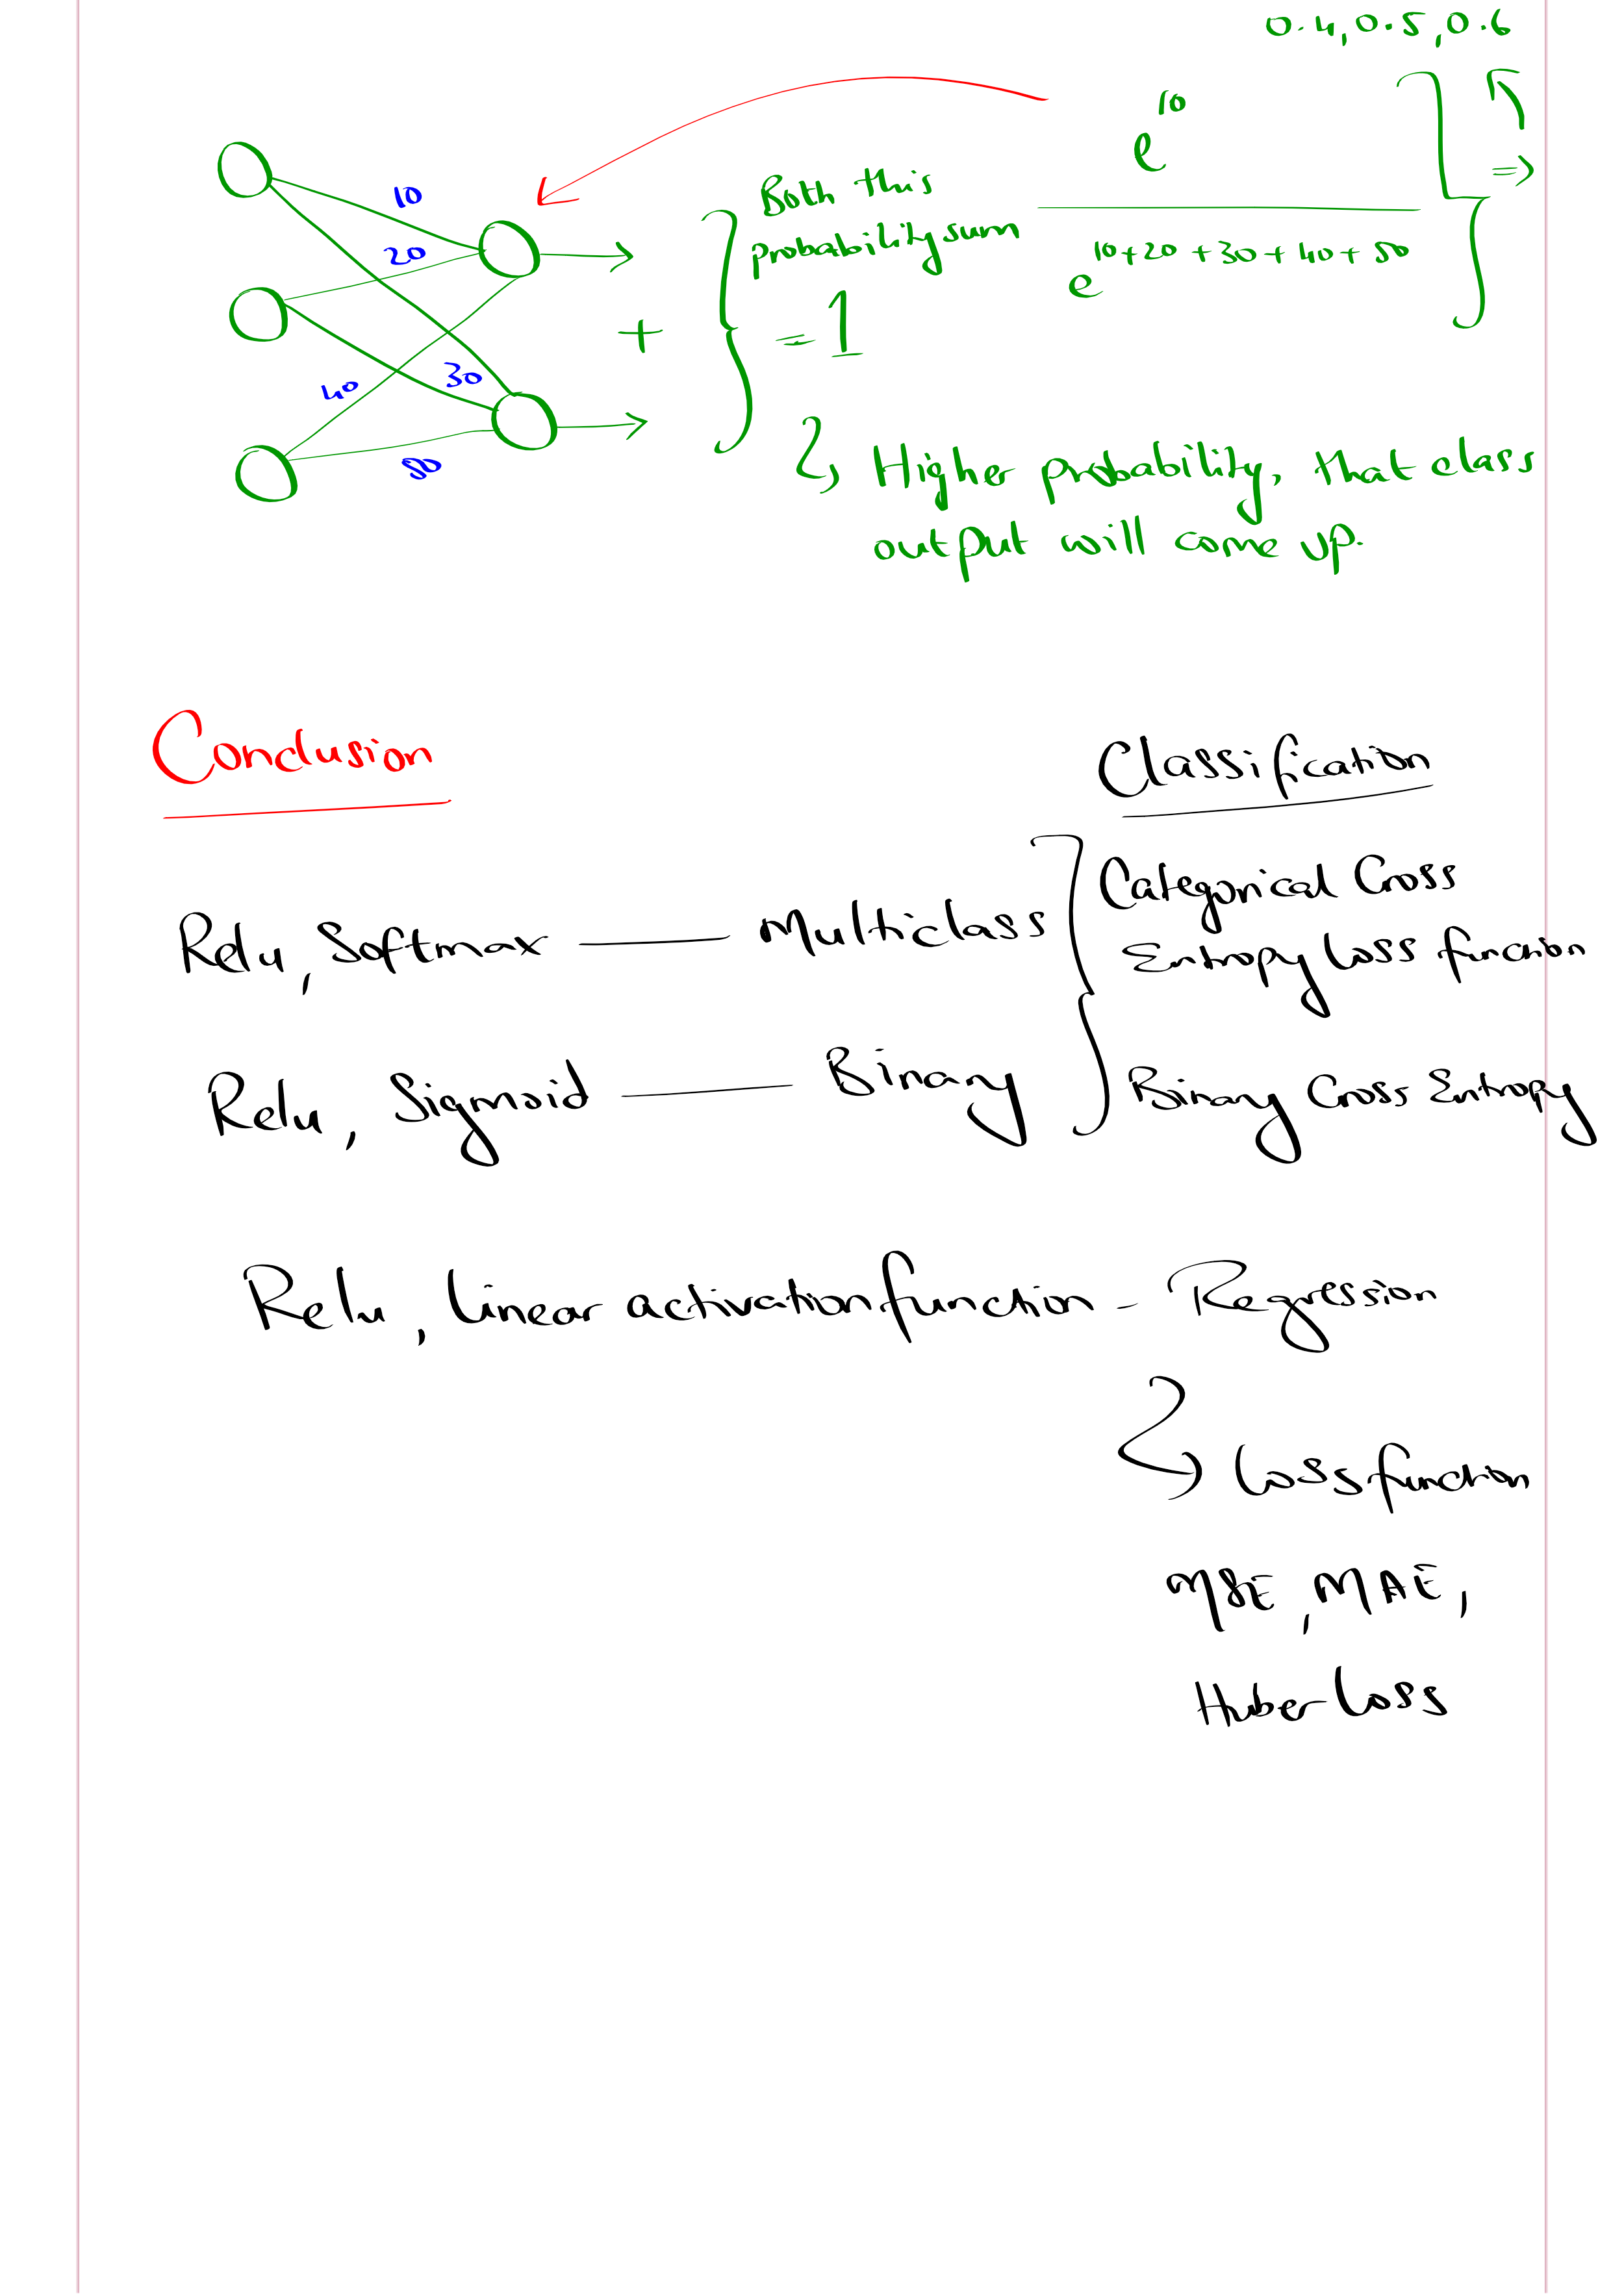 0.4, 0.5, 0.6
e^10
10
Both this
20
probability sum
e^10+20+30+40+50
+
= 1
40
30
50
Higher probability, that class
output will come up.
Conclusion
Classification
Relu, Softmax — Multiclass
Categorical Cross
Entropy Loss function
Relu, Sigmoid — Binary
Binary Cross Entropy
Relu, Linear activation function - Regression
Loss function
MSE, MAE,
Huber Loss